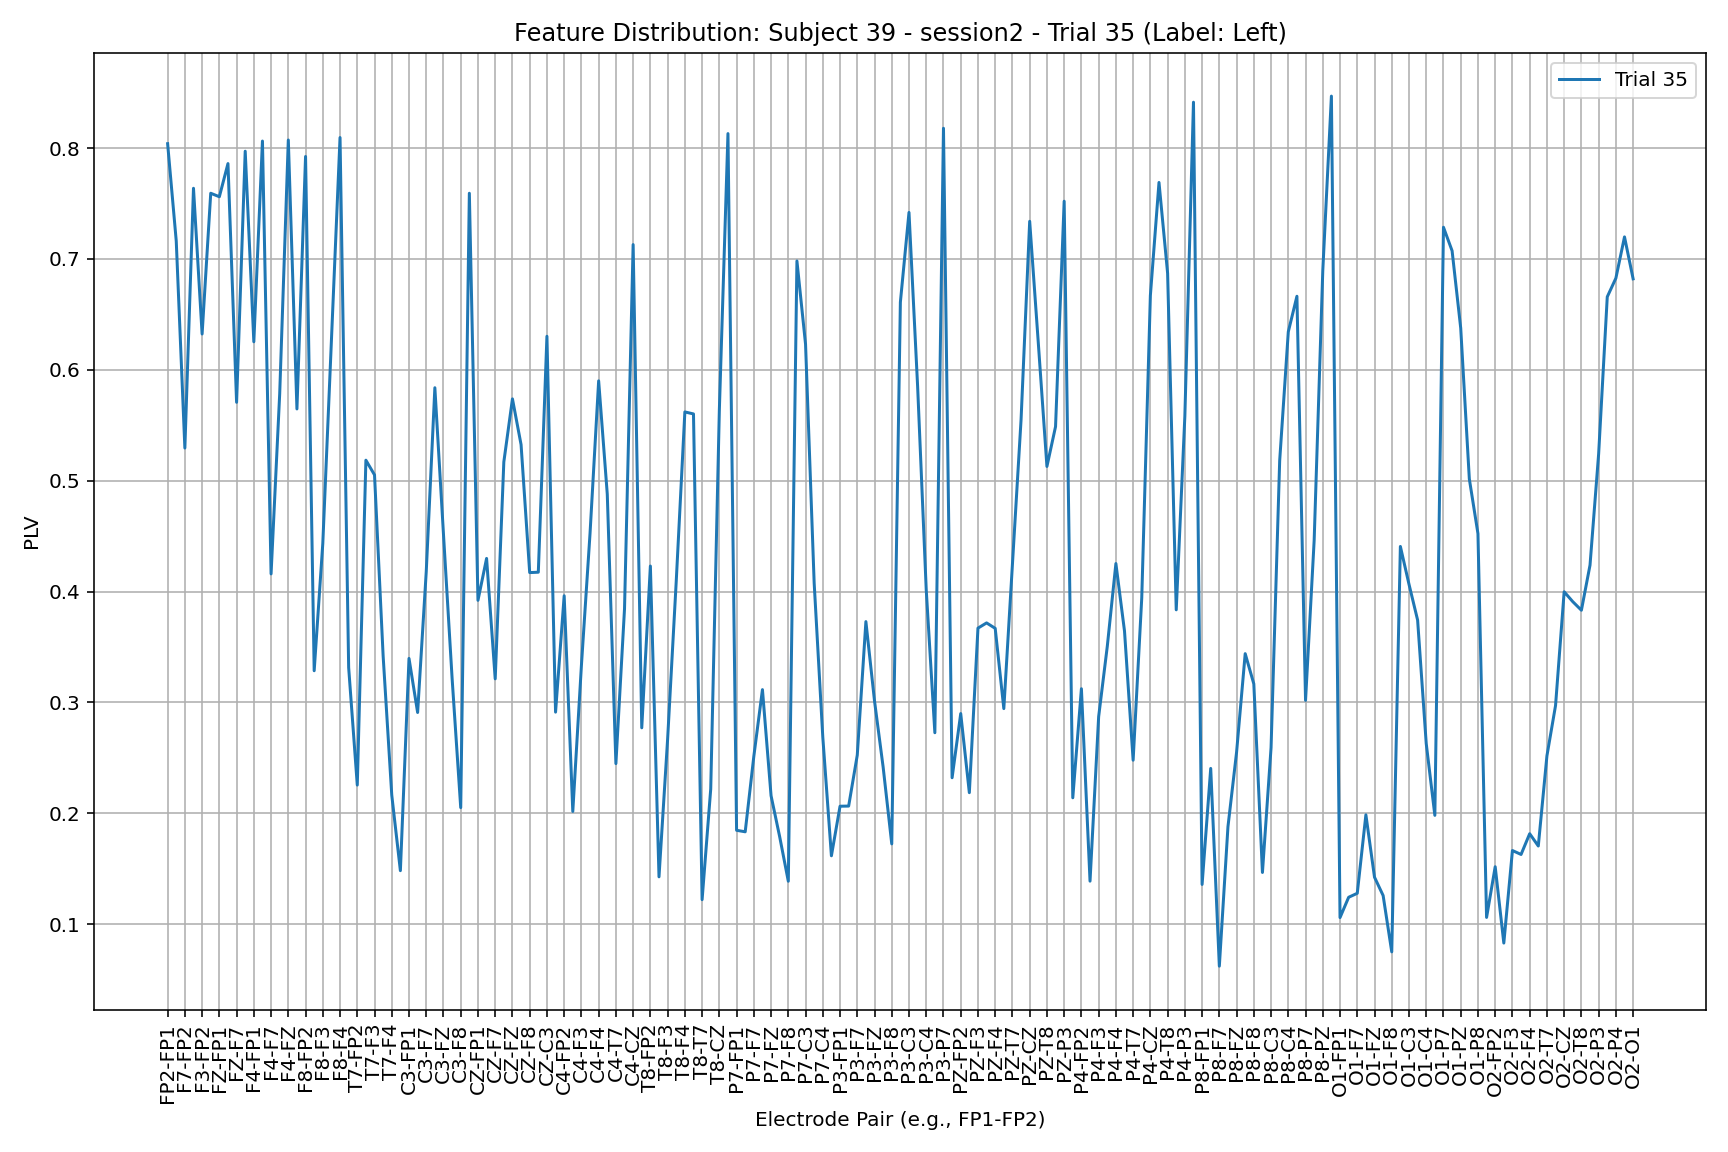 Feature Distribution: Subject 39 - session2 - Trial 35 (Label: Left)
Trial 35
PLV
0.8
0.7
0.6
0.5
0.4
0.3
0.2
0.1
FP2-FP1
F7-FP2
F3-FP2
FZ-FP1
FZ-F7
F4-FP1
F4-F7
F4-FZ
F8-FP2
F8-F3
F8-F4
T7-FP2
T7-F3
T7-F4
C3-FP1
C3-F7
C3-FZ
C3-F8
CZ-FP1
CZ-F7
CZ-FZ
CZ-F8
CZ-C3
C4-FP2
C4-F3
C4-F4
C4-T7
C4-CZ
T8-FP2
T8-F3
T8-F4
T8-T7
T8-CZ
P7-FP1
P7-F7
P7-FZ
P7-F8
P7-C3
P7-C4
P3-FP1
P3-F7
P3-FZ
P3-F8
P3-C3
P3-C4
P3-P7
PZ-FP2
PZ-F3
PZ-F4
PZ-T7
PZ-CZ
PZ-T8
PZ-P3
P4-FP2
P4-F3
P4-F4
P4-T7
P4-CZ
P4-T8
P4-P3
P8-FP1
P8-F7
P8-FZ
P8-F8
P8-C3
P8-C4
P8-P7
P8-PZ
O1-FP1
O1-F7
O1-FZ
O1-F8
O1-C3
O1-C4
O1-P7
O1-PZ
O1-P8
O2-FP2
O2-F3
O2-F4
O2-T7
O2-CZ
O2-T8
O2-P3
O2-P4
O2-O1
Electrode Pair (e.g., FP1-FP2)